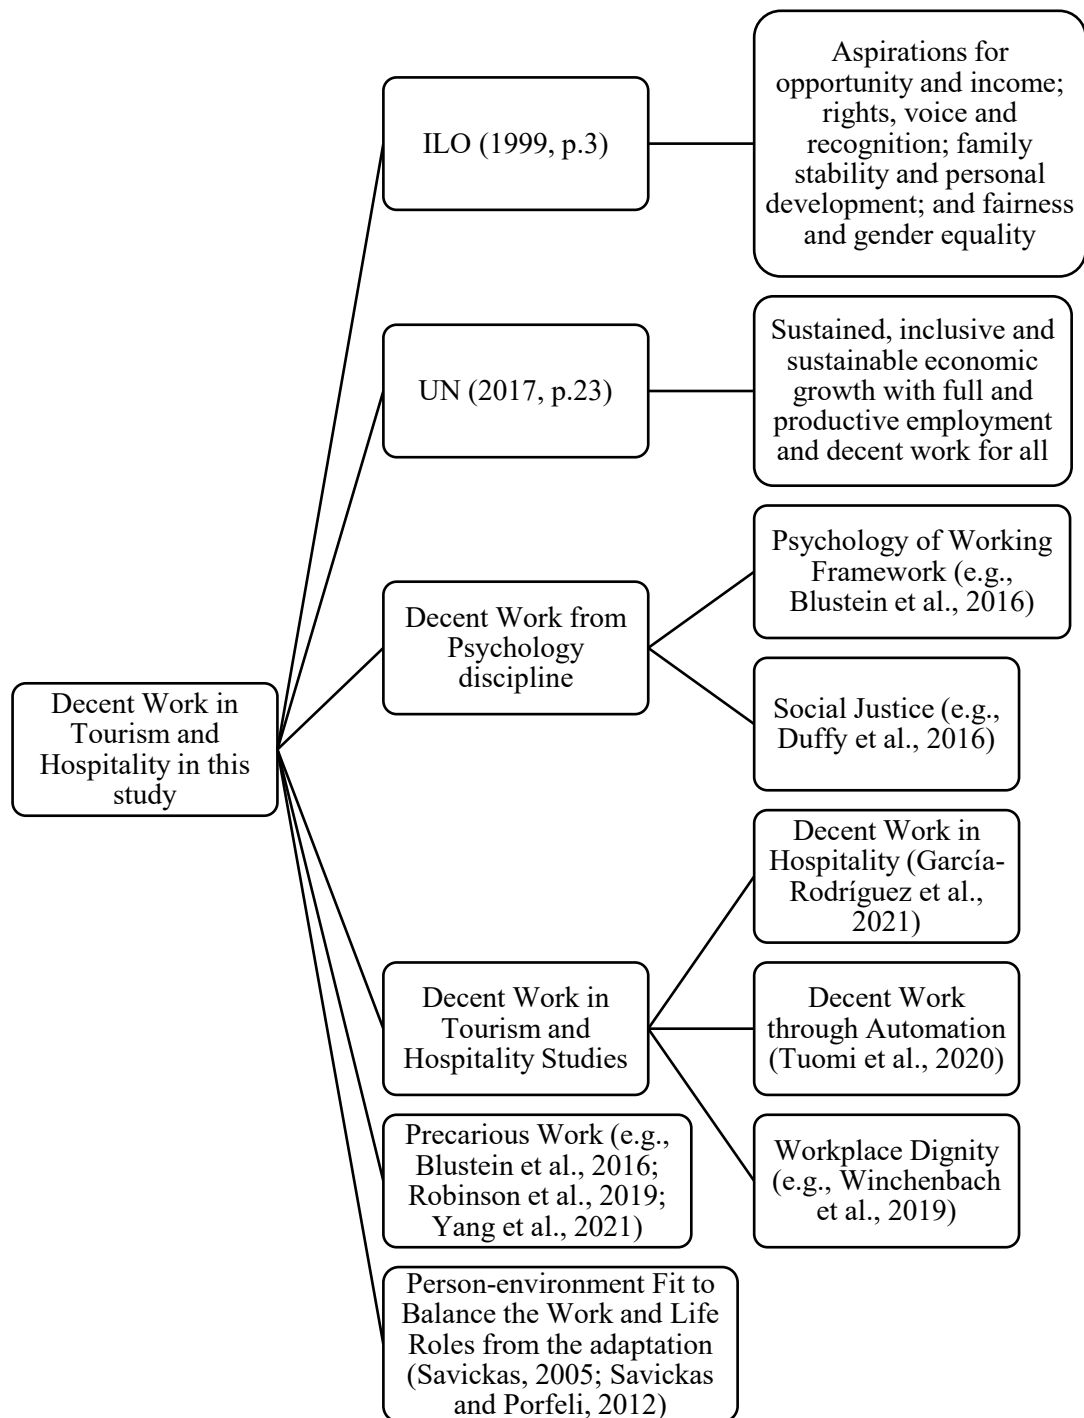 Decent Work in
Tourism and
Hospitality in this
study
ILO (1999, p.3)
Aspirations for
opportunity and income;
rights, voice and
recognition; family
stability and personal
development; and fairness
and gender equality
UN (2017, p.23)
Sustained, inclusive and
sustainable economic
growth with full and
productive employment
and decent work for all
Decent Work from
Psychology
discipline
Psychology of Working
Framework (e.g.,
Blustein et al., 2016)
Social Justice (e.g.,
Duffy et al., 2016)
Decent Work in
Tourism and
Hospitality Studies
Decent Work in
Hospitality (García-
Rodríguez et al.,
2021)
Decent Work
through Automation
(Tuomi et al., 2020)
Workplace Dignity
(e.g., Winchenbach
et al., 2019)
Precarious Work (e.g.,
Blustein et al., 2016;
Robinson et al., 2019;
Yang et al., 2021)
Person-environment Fit to
Balance the Work and Life
Roles from the adaptation
(Savickas, 2005; Savickas
and Porfeli, 2012)